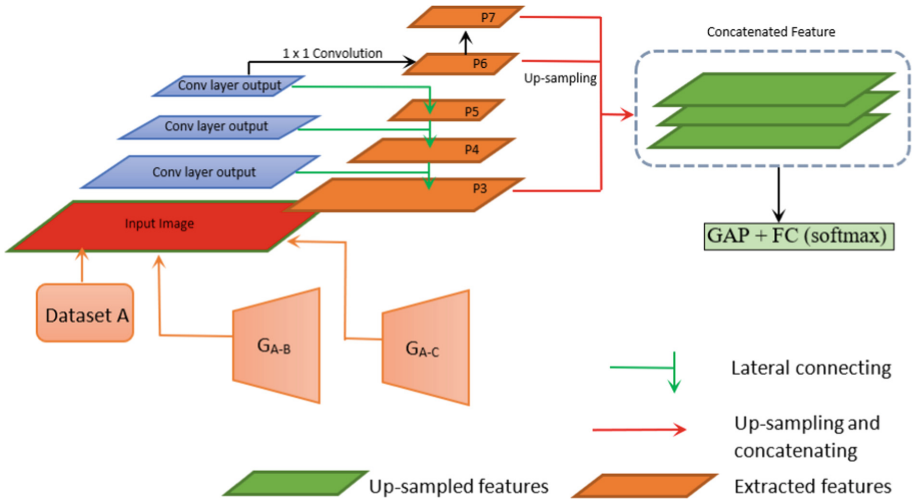 P7
Concatenated Feature
1 x 1 Convolution
P6
Up-sampling
Conv layer output
P5
Conv layer output
P4
Conv layer output
P3
Input Image
GAP + FC (softmax)
Dataset A
GA-B
GA-C
Lateral connecting
Up-sampling and
concatenating
Up-sampled features
Extracted features